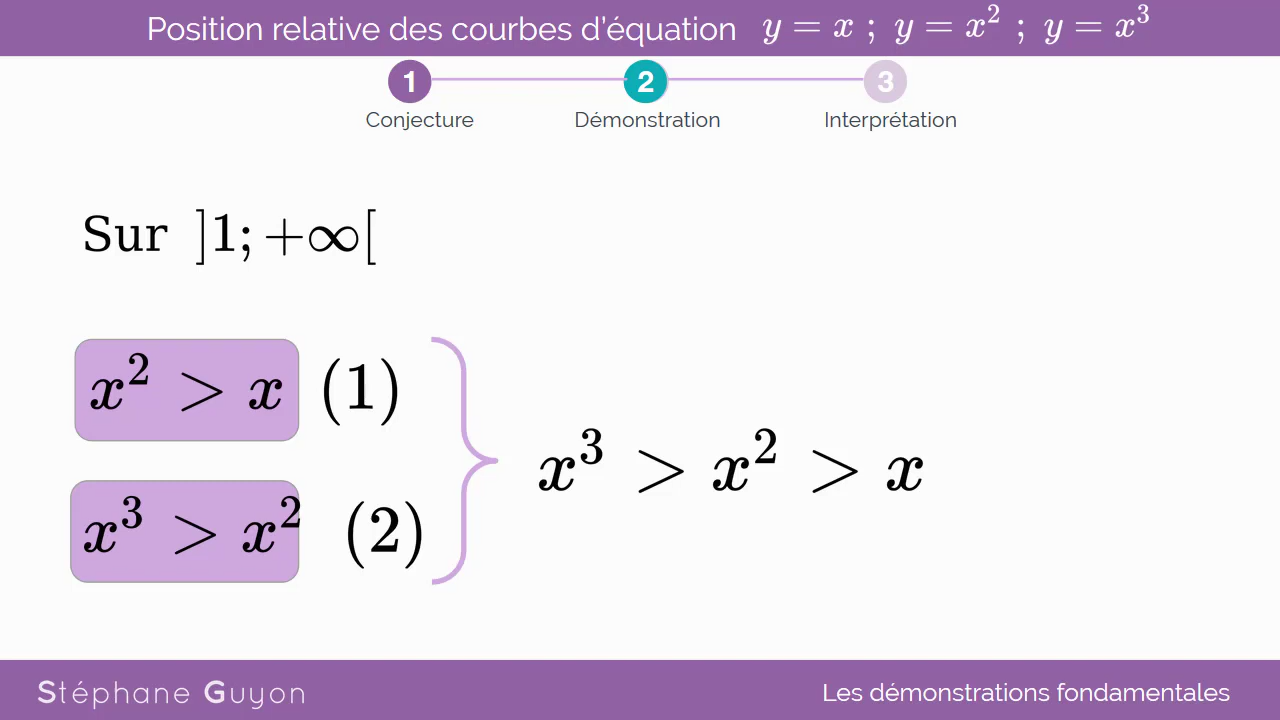 Position relative des courbes d'équation y = x ; y = x² ; y = x³
1 2 3
Conjecture Démonstration Interprétation
Sur ]1; +∞[
x² > x (1)
x³ > x² > x
x³ > x² (2)
Stéphane Guyon
Les démonstrations fondamentales